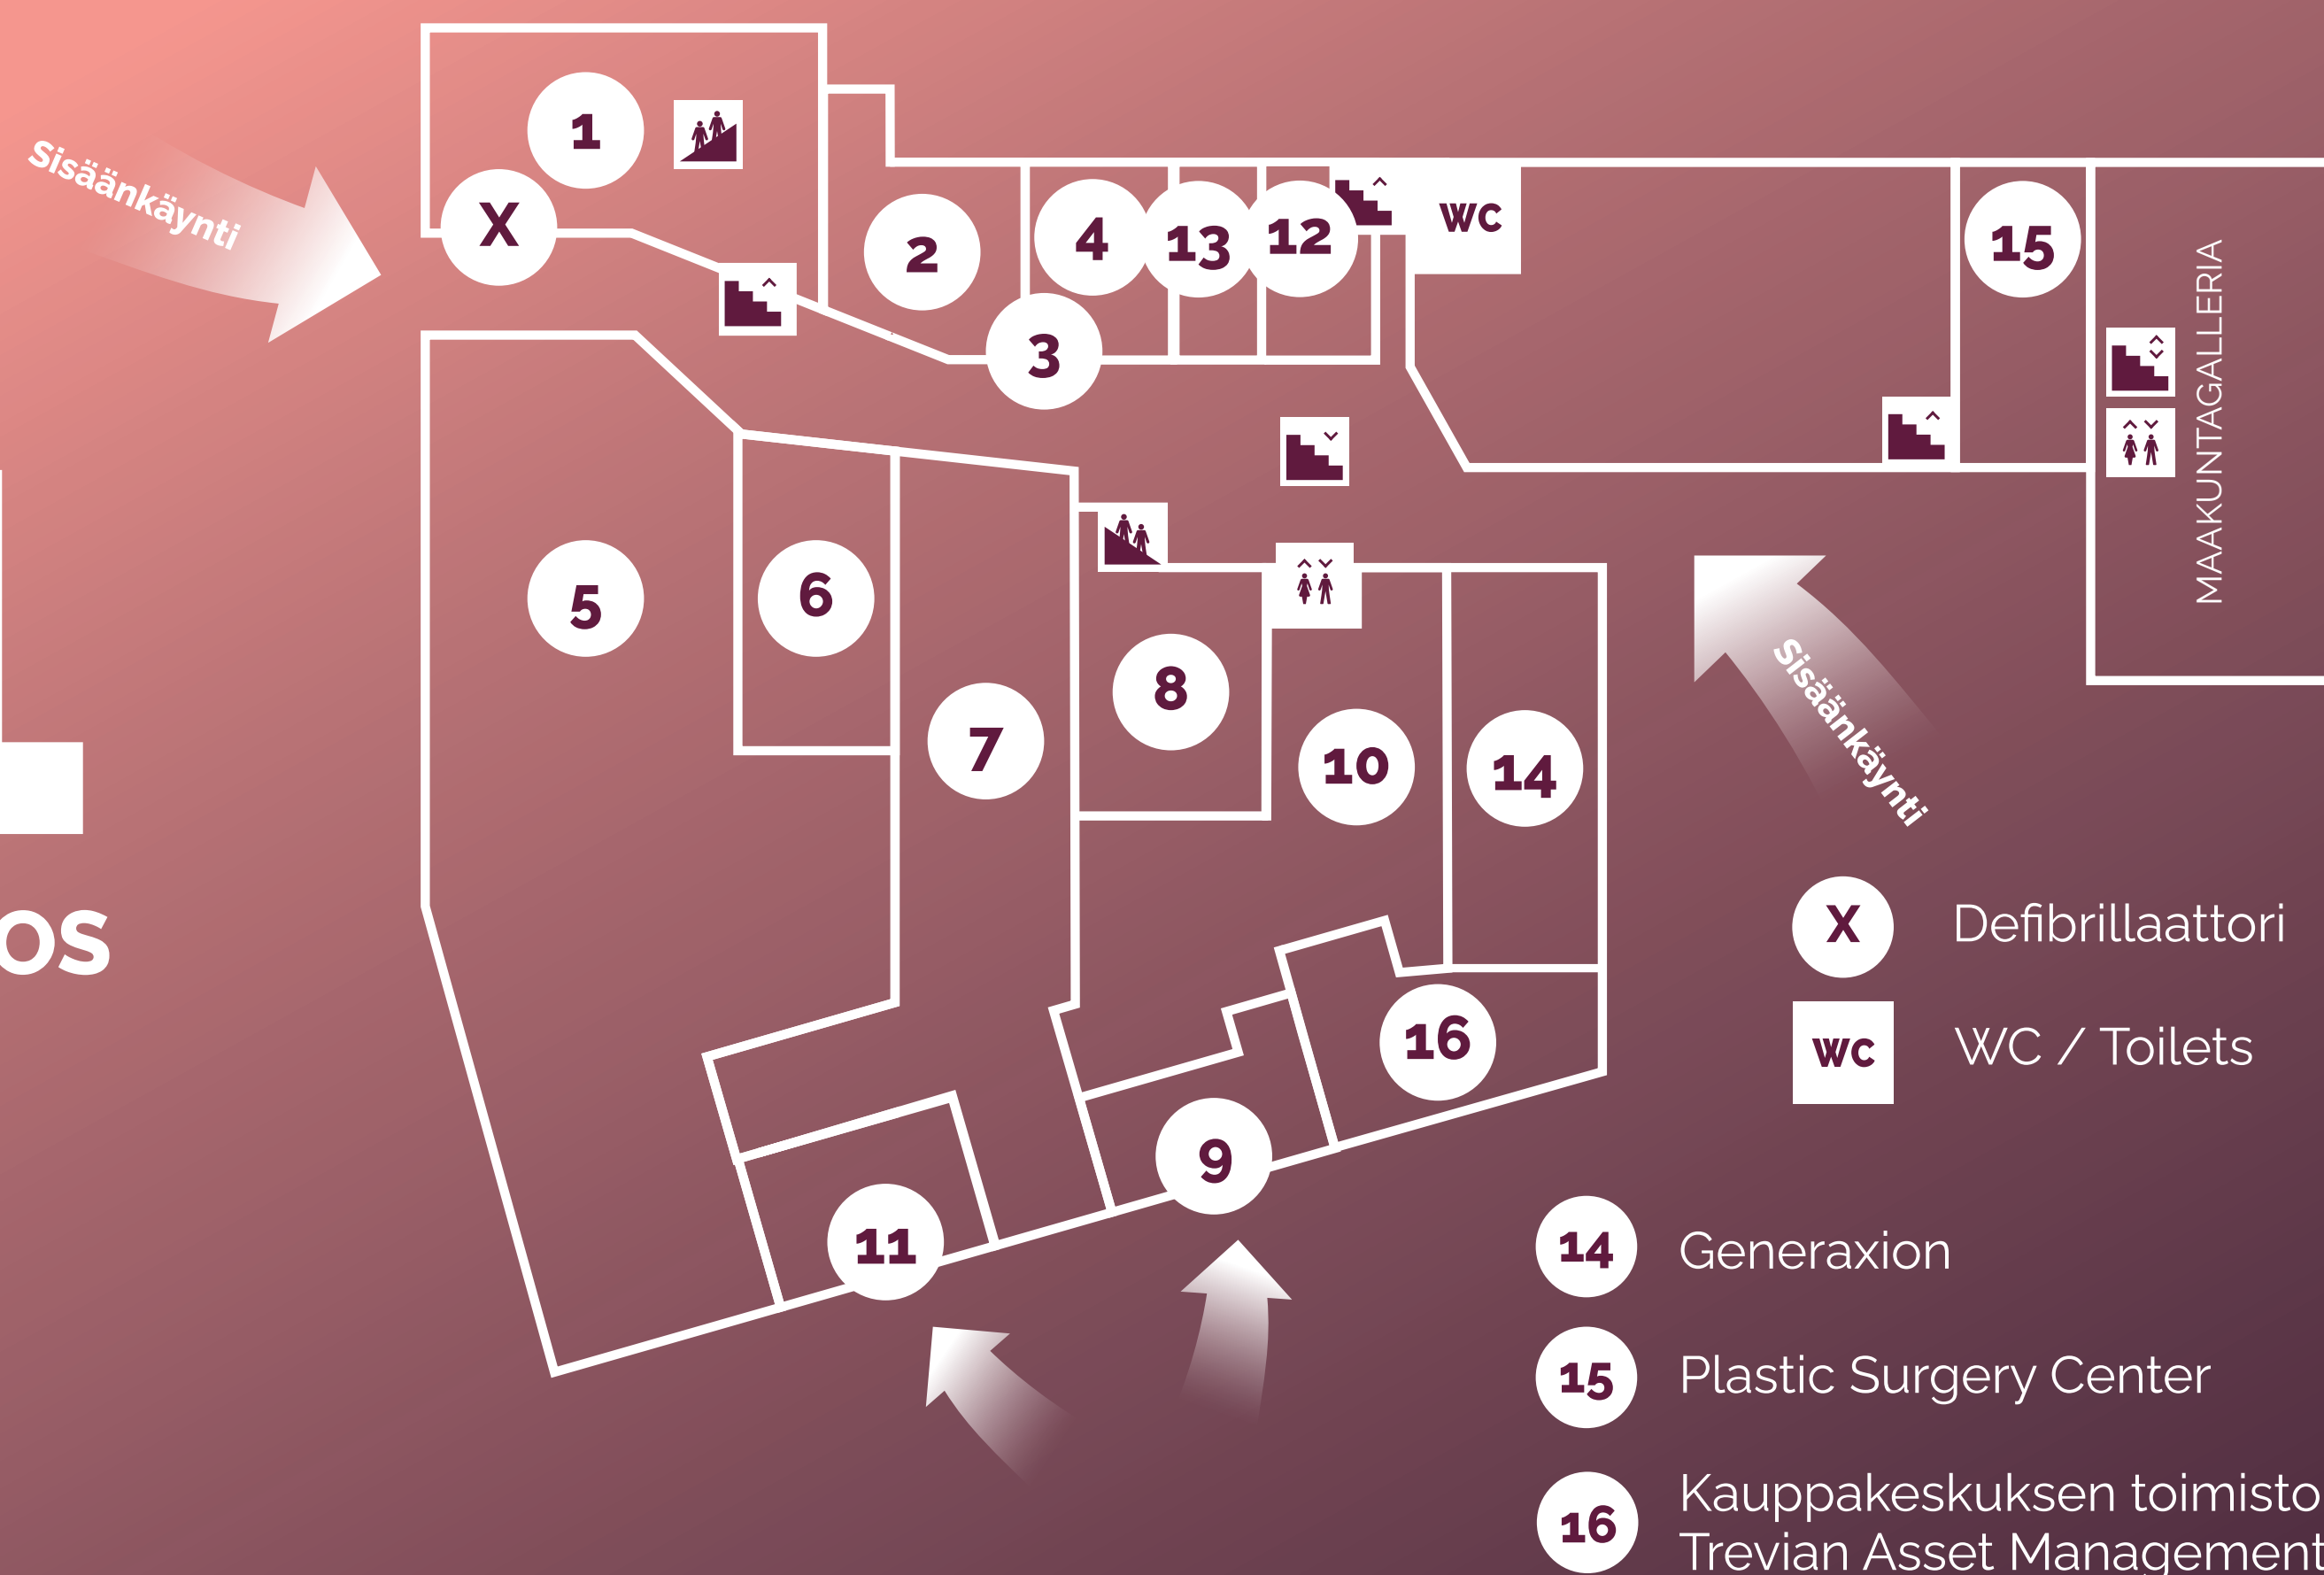 Sisäänkäynti
1
X
2
4
13
12
WC
15
3
MAAKUNTAGALLERIA
5
6
7
8
10
14
Sisäänkäynti
OS
16
9
11
X Defibrillaattori
WC WC / Toilets
14 Generaxion
15 Plastic Surgery Center
16 Kauppakeskuksen toimisto
Trevian Asset Management